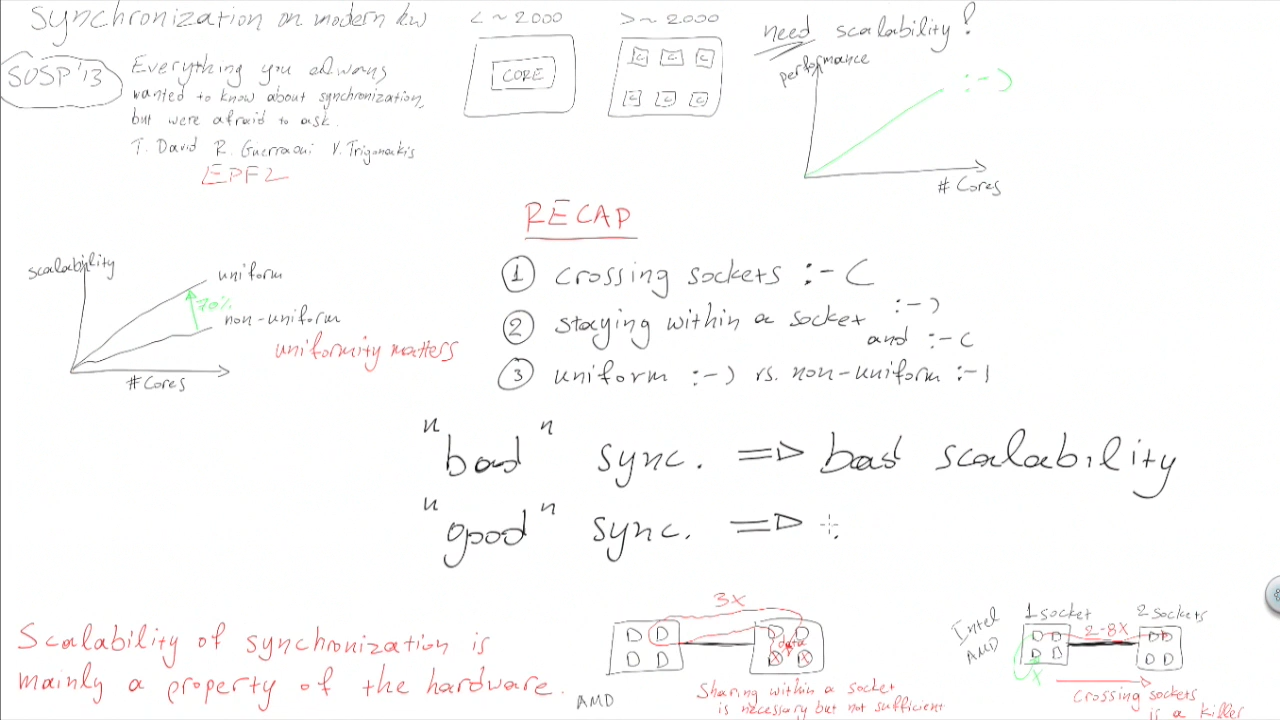 synchronization on modern hw
SOSP'13
Everything you always
wanted to know about synchronization,
but were afraid to ask.
T. David R. Guerraoui V. Trigonakis
EPFL
< ~ 2000
CORE
> ~ 2000
C C C
C C C
need scalability?
performance
:-)
# Cores
scalability
uniform
70%
non-uniform
uniformity matters
# Cores
RECAP
1 crossing sockets :-(
2 staying within a socket :-)
and :-(
3 uniform :-) vs. non-uniform :-|
"bad" sync. => bad scalability
"good" sync. =>
Scalability of synchronization is
mainly a property of the hardware.
3X
data
X X
AMD
Sharing within a socket
is necessary but not sufficient
Intel
AMD
1 socket
2 sockets
2-8X
X
Crossing sockets
is a killer